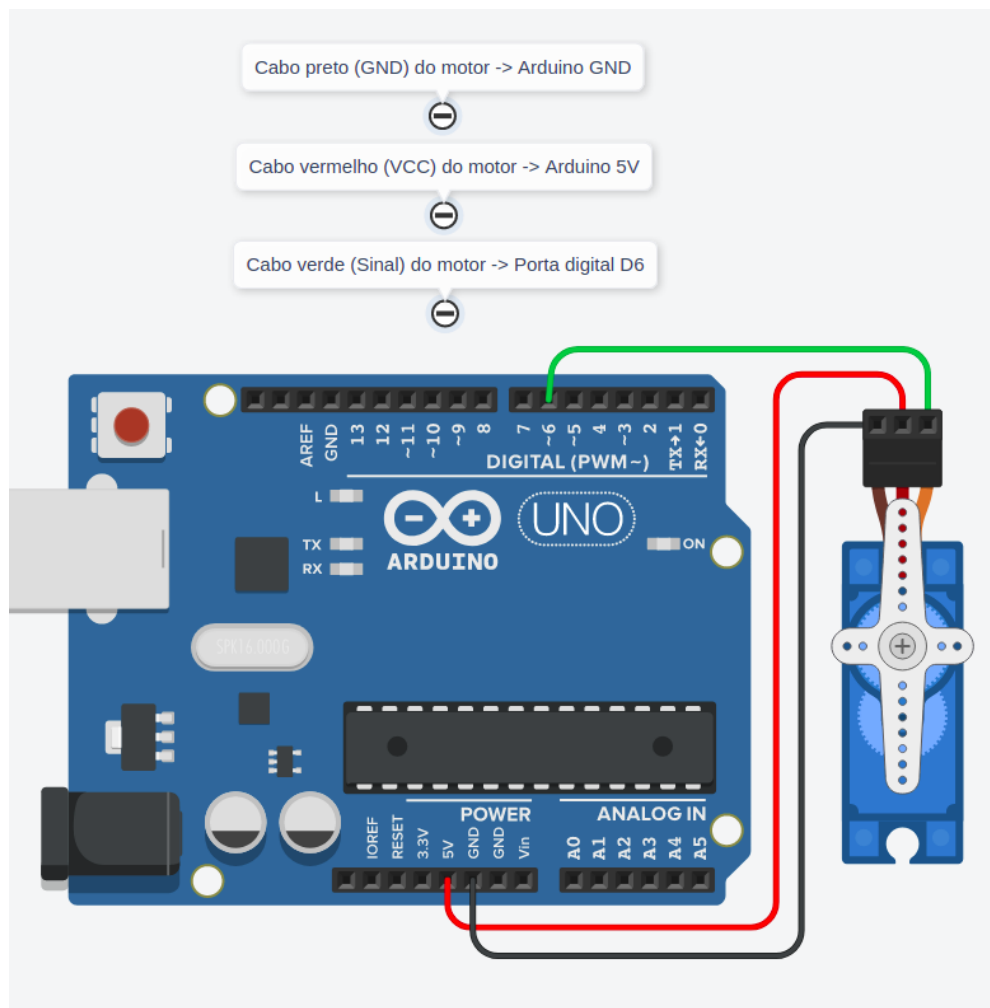 Cabo preto (GND) do motor -> Arduino GND
Cabo vermelho (VCC) do motor -> Arduino 5V
Cabo verde (Sinal) do motor -> Porta digital D6
AREF GND 13 12 ~11 ~10 ~9 8 7 ~6 ~5 4 ~3 2 TX→1 RX←0
DIGITAL (PWM~)
L
TX
RX
ARDUINO
UNO
ON
SPK16.000G
POWER
ANALOG IN
IOREF RESET 3.3V 5V GND GND Vin A0 A1 A2 A3 A4 A5